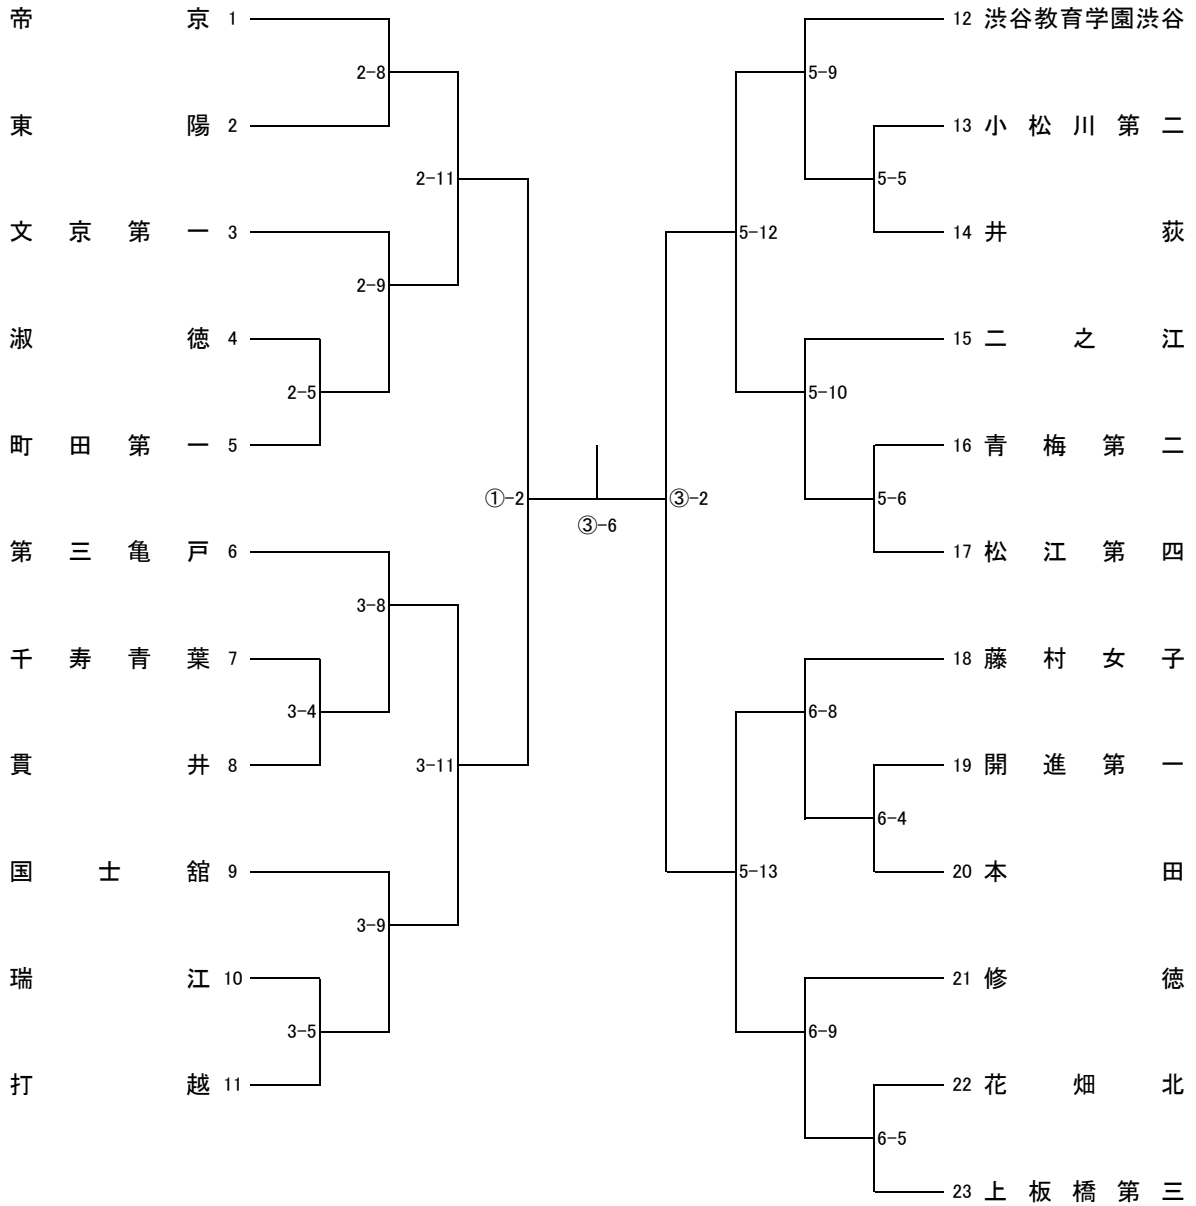 帝京 1
2-8
東陽 2
2-11
文京第一 3
2-9
淑徳 4
2-5
町田第一 5
①-2
第三亀戸 6
3-8
千寿青葉 7
3-4
貫井 8
3-11
国士舘 9
3-9
瑞江 10
3-5
打越 11
③-6
12 渋谷教育学園渋谷
5-9
13 小松川第二
5-5
14 井荻
5-12
15 二之江
5-10
16 青梅第二
5-6
17 松江第四
③-2
18 藤村女子
6-8
19 開進第一
6-4
20 本田
5-13
21 修徳
6-9
22 花畑北
6-5
23 上板橋第三